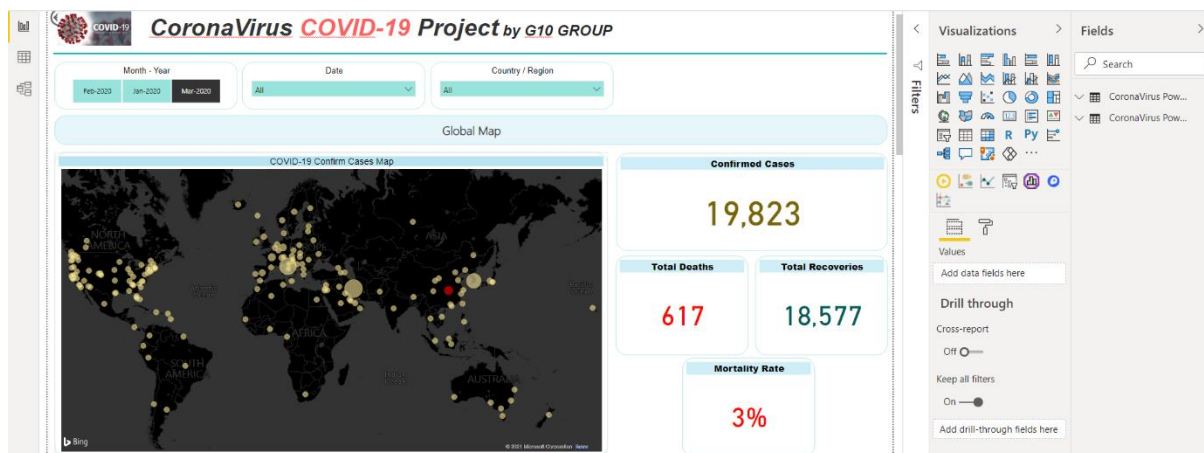 COVID-19
CoronaVirus COVID-19 Project by G10 GROUP
Month - Year
Feb-2020 Jan-2020 Mar-2020
Date
All
Country / Region
All
Global Map
COVID-19 Confirm Cases Map
NORTH AMERICA
EUROPE
ASIA
AFRICA
SOUTH AMERICA
AUSTRALIA
Bing
© 2021 Microsoft Corporation Terms
Confirmed Cases
19,823
Total Deaths
617
Total Recoveries
18,577
Mortality Rate
3%
Filters
Visualizations
R Py
Values
Add data fields here
Drill through
Cross-report
Off
Keep all filters
On
Add drill-through fields here
Fields
Search
CoronaVirus Pow...
CoronaVirus Pow...